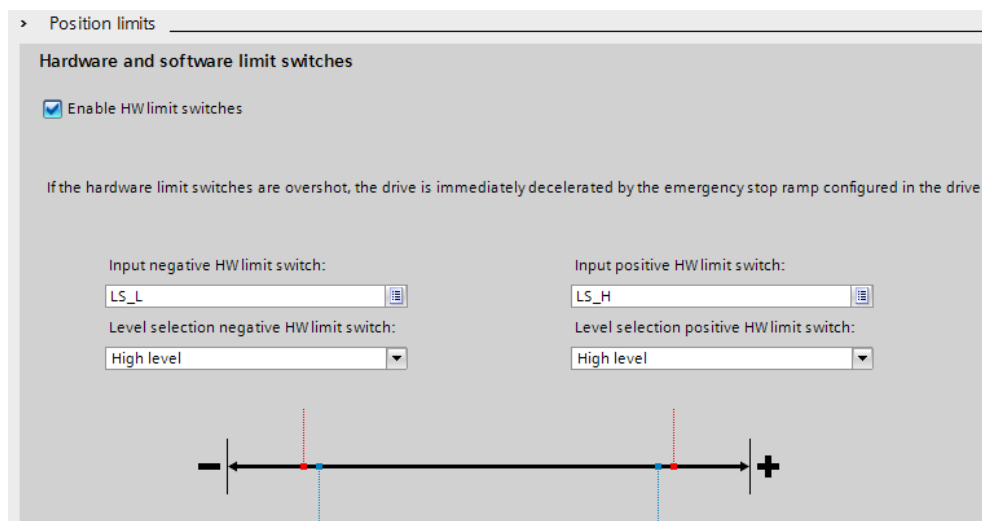 Position limits
Hardware and software limit switches
Enable HW limit switches
If the hardware limit switches are overshot, the drive is immediately decelerated by the emergency stop ramp configured in the drive
Input negative HW limit switch:
Input positive HW limit switch:
LS_L
LS_H
Level selection negative HW limit switch:
Level selection positive HW limit switch:
High level
High level